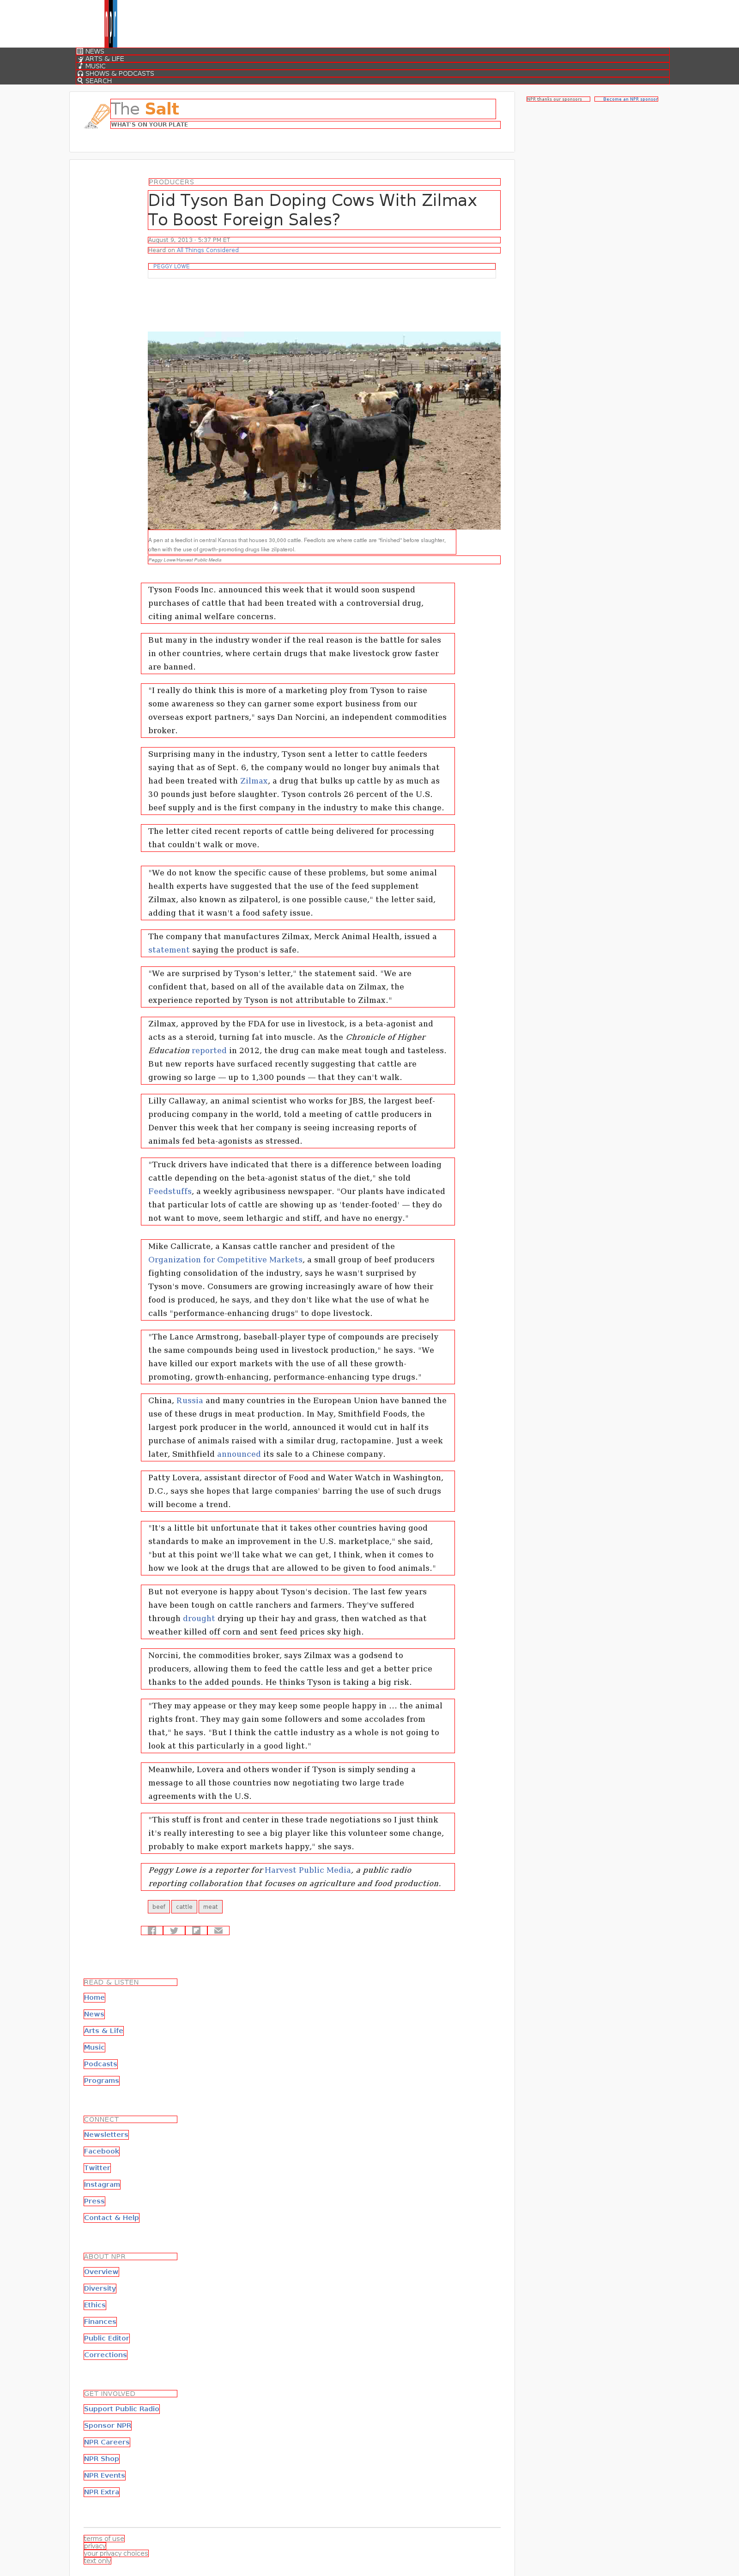 NEWS
ARTS & LIFE
MUSIC
SHOWS & PODCASTS
SEARCH
NPR thanks our sponsors
Become an NPR sponsor
The Salt
WHAT'S ON YOUR PLATE
PRODUCERS
Did Tyson Ban Doping Cows With Zilmax
To Boost Foreign Sales?
August 9, 2013 · 5:37 PM ET
Heard on All Things Considered
PEGGY LOWE
A pen at a feedlot in central Kansas that houses 30,000 cattle. Feedlots are where cattle are "finished" before slaughter,
often with the use of growth-promoting drugs like zilpaterol.
Peggy Lowe/Harvest Public Media
Tyson Foods Inc. announced this week that it would soon suspend
purchases of cattle that had been treated with a controversial drug,
citing animal welfare concerns.
But many in the industry wonder if the real reason is the battle for sales
in other countries, where certain drugs that make livestock grow faster
are banned.
"I really do think this is more of a marketing ploy from Tyson to raise
some awareness so they can garner some export business from our
overseas export partners," says Dan Norcini, an independent commodities
broker.
Surprising many in the industry, Tyson sent a letter to cattle feeders
saying that as of Sept. 6, the company would no longer buy animals that
had been treated with Zilmax, a drug that bulks up cattle by as much as
30 pounds just before slaughter. Tyson controls 26 percent of the U.S.
beef supply and is the first company in the industry to make this change.
The letter cited recent reports of cattle being delivered for processing
that couldn't walk or move.
"We do not know the specific cause of these problems, but some animal
health experts have suggested that the use of the feed supplement
Zilmax, also known as zilpaterol, is one possible cause," the letter said,
adding that it wasn't a food safety issue.
The company that manufactures Zilmax, Merck Animal Health, issued a
statement saying the product is safe.
"We are surprised by Tyson's letter," the statement said. "We are
confident that, based on all of the available data on Zilmax, the
experience reported by Tyson is not attributable to Zilmax."
Zilmax, approved by the FDA for use in livestock, is a beta-agonist and
acts as a steroid, turning fat into muscle. As the Chronicle of Higher
Education reported in 2012, the drug can make meat tough and tasteless.
But new reports have surfaced recently suggesting that cattle are
growing so large — up to 1,300 pounds — that they can't walk.
Lilly Callaway, an animal scientist who works for JBS, the largest beef-
producing company in the world, told a meeting of cattle producers in
Denver this week that her company is seeing increasing reports of
animals fed beta-agonists as stressed.
"Truck drivers have indicated that there is a difference between loading
cattle depending on the beta-agonist status of the diet," she told
Feedstuffs, a weekly agribusiness newspaper. "Our plants have indicated
that particular lots of cattle are showing up as 'tender-footed' — they do
not want to move, seem lethargic and stiff, and have no energy."
Mike Callicrate, a Kansas cattle rancher and president of the
Organization for Competitive Markets, a small group of beef producers
fighting consolidation of the industry, says he wasn't surprised by
Tyson's move. Consumers are growing increasingly aware of how their
food is produced, he says, and they don't like what the use of what he
calls "performance-enhancing drugs" to dope livestock.
"The Lance Armstrong, baseball-player type of compounds are precisely
the same compounds being used in livestock production," he says. "We
have killed our export markets with the use of all these growth-
promoting, growth-enhancing, performance-enhancing type drugs."
China, Russia and many countries in the European Union have banned the
use of these drugs in meat production. In May, Smithfield Foods, the
largest pork producer in the world, announced it would cut in half its
purchase of animals raised with a similar drug, ractopamine. Just a week
later, Smithfield announced its sale to a Chinese company.
Patty Lovera, assistant director of Food and Water Watch in Washington,
D.C., says she hopes that large companies' barring the use of such drugs
will become a trend.
"It's a little bit unfortunate that it takes other countries having good
standards to make an improvement in the U.S. marketplace," she said,
"but at this point we'll take what we can get, I think, when it comes to
how we look at the drugs that are allowed to be given to food animals."
But not everyone is happy about Tyson's decision. The last few years
have been tough on cattle ranchers and farmers. They've suffered
through drought drying up their hay and grass, then watched as that
weather killed off corn and sent feed prices sky high.
Norcini, the commodities broker, says Zilmax was a godsend to
producers, allowing them to feed the cattle less and get a better price
thanks to the added pounds. He thinks Tyson is taking a big risk.
"They may appease or they may keep some people happy in ... the animal
rights front. They may gain some followers and some accolades from
that," he says. "But I think the cattle industry as a whole is not going to
look at this particularly in a good light."
Meanwhile, Lovera and others wonder if Tyson is simply sending a
message to all those countries now negotiating two large trade
agreements with the U.S.
"This stuff is front and center in these trade negotiations so I just think
it's really interesting to see a big player like this volunteer some change,
probably to make export markets happy," she says.
Peggy Lowe is a reporter for Harvest Public Media, a public radio
reporting collaboration that focuses on agriculture and food production.
beef cattle meat
READ & LISTEN
Home
News
Arts & Life
Music
Podcasts
Programs
CONNECT
Newsletters
Facebook
Twitter
Instagram
Press
Contact & Help
ABOUT NPR
Overview
Diversity
Ethics
Finances
Public Editor
Corrections
GET INVOLVED
Support Public Radio
Sponsor NPR
NPR Careers
NPR Shop
NPR Events
NPR Extra
terms of use
privacy
your privacy choices
text only